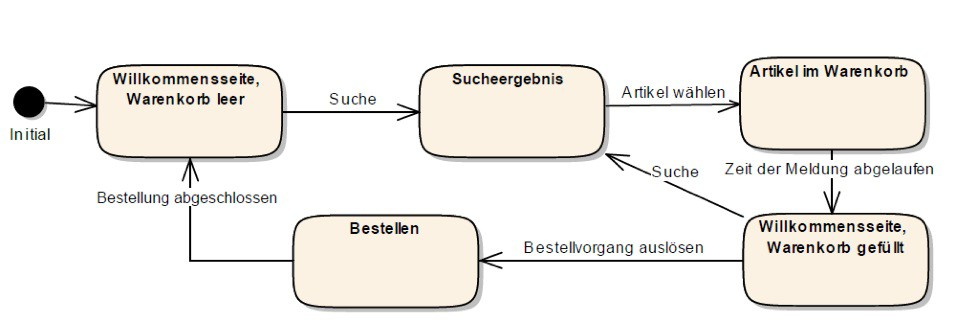 Willkommensseite,
Warenkorb leer
Initial
Suche
Sucheergebnis
Artikel wählen
Artikel im Warenkorb
Zeit der Meldung abgelaufen
Suche
Willkommensseite,
Warenkorb gefüllt
Bestellvorgang auslösen
Bestellen
Bestellung abgeschlossen